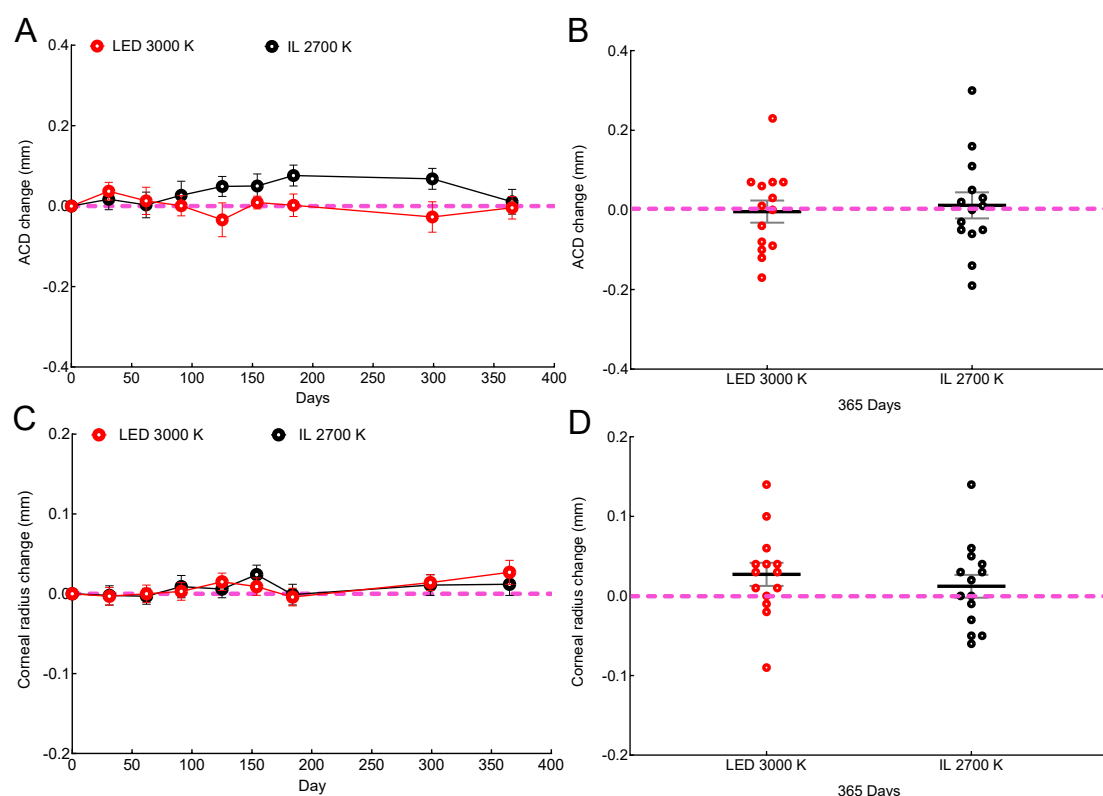 A
LED 3000 K IL 2700 K
ACD change (mm)
0.4
0.2
0.0
-0.2
-0.4
0 50 100 150 200 250 300 350 400
Days
B
ACD change (mm)
0.4
0.2
0.0
-0.2
-0.4
LED 3000 K IL 2700 K
365 Days
C
LED 3000 K IL 2700 K
Corneal radius change (mm)
0.2
0.1
0.0
-0.1
-0.2
0 50 100 150 200 250 300 350 400
Day
D
Corneal radius change (mm)
0.2
0.1
0.0
-0.1
-0.2
LED 3000 K IL 2700 K
365 Days